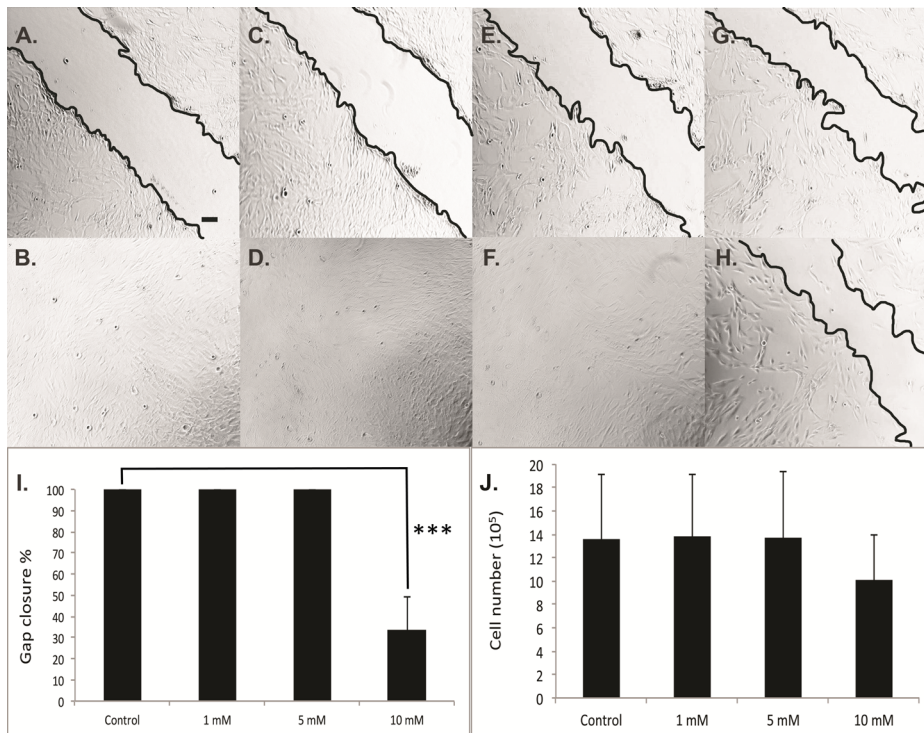 A.
C.
E.
G.
B.
D.
F.
H.
I.
Gap closure %
100
90
80
70
60
50
40
30
20
10
0
***
Control
1 mM
5 mM
10 mM
J.
Cell number (10⁵)
20
18
16
14
12
10
8
6
4
2
0
Control
1 mM
5 mM
10 mM